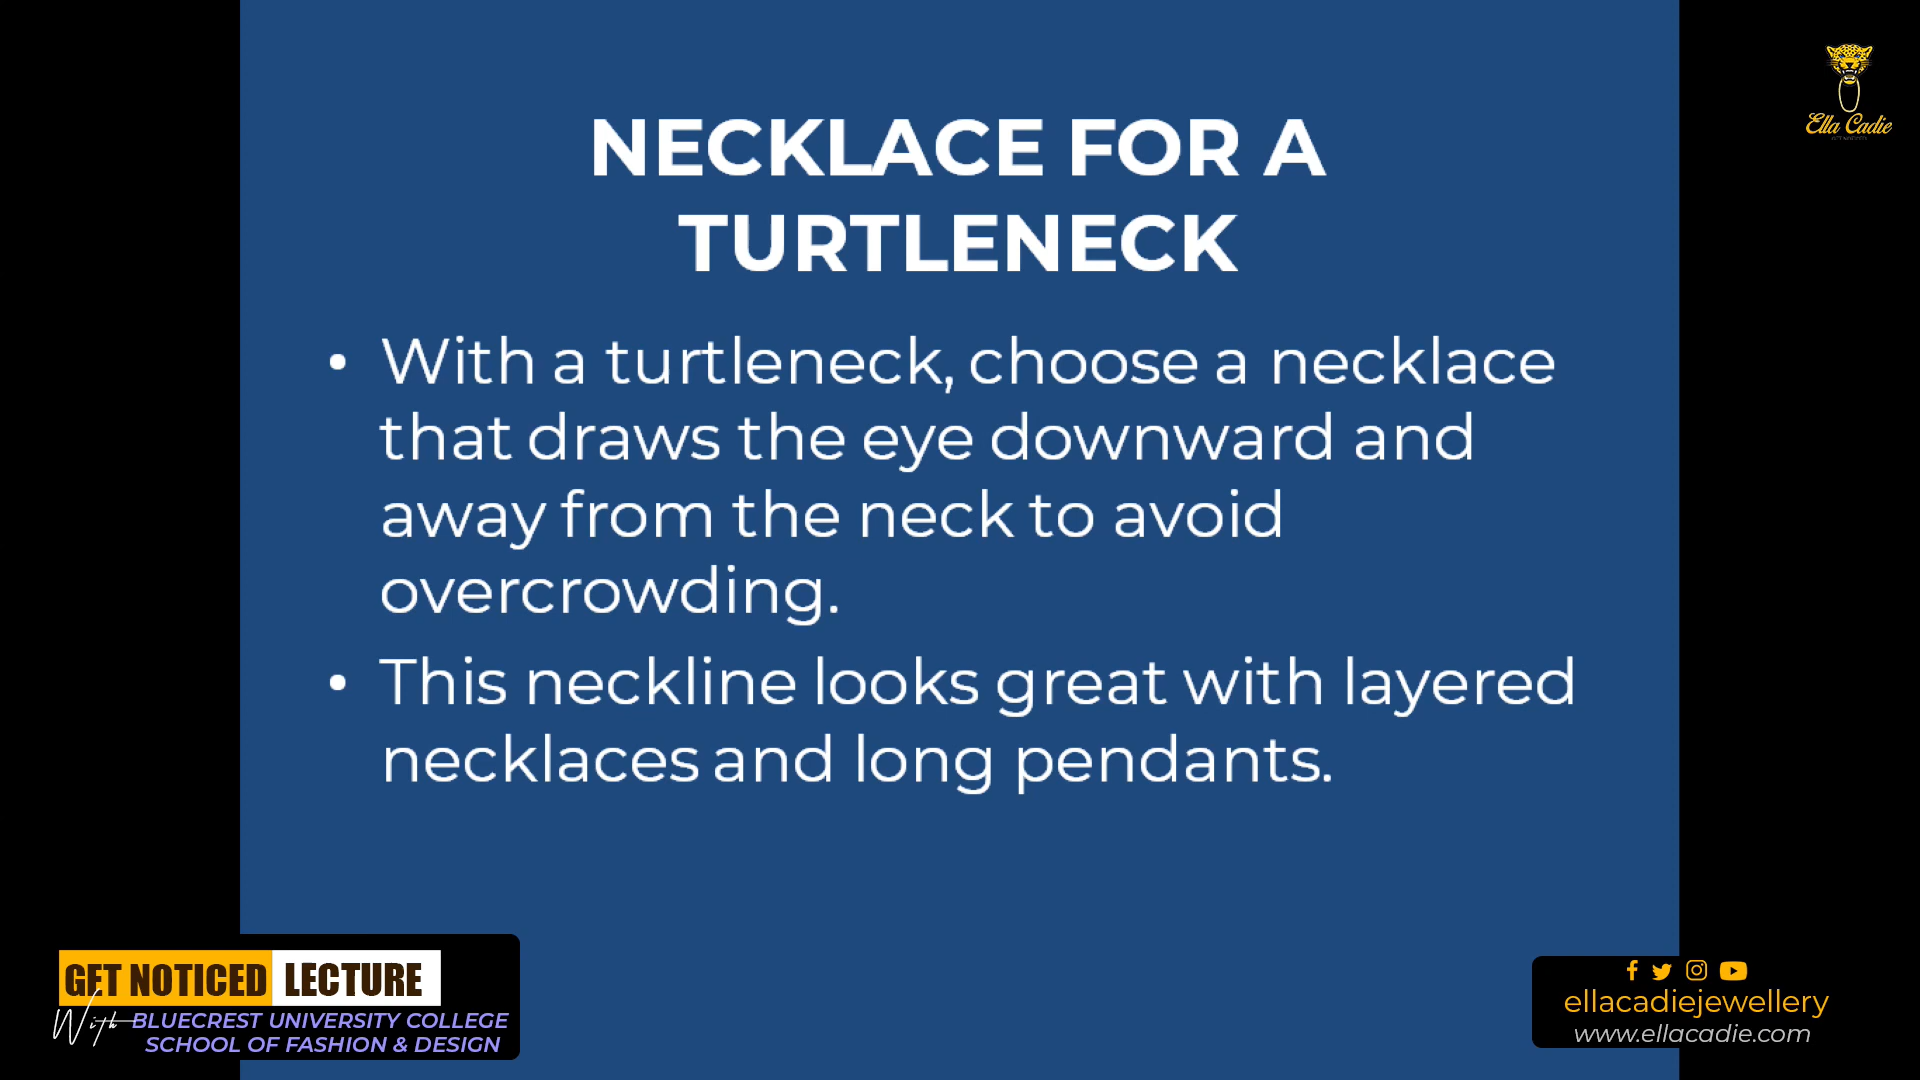 NECKLACE FOR A
TURTLENECK
• With a turtleneck, choose a necklace
that draws the eye downward and
away from the neck to avoid
overcrowding.
• This neckline looks great with layered
necklaces and long pendants.
Ella Cadie
GET NOTICED LECTURE
With BLUECREST UNIVERSITY COLLEGE
SCHOOL OF FASHION & DESIGN
ellacadiejewellery
www.ellacadie.com